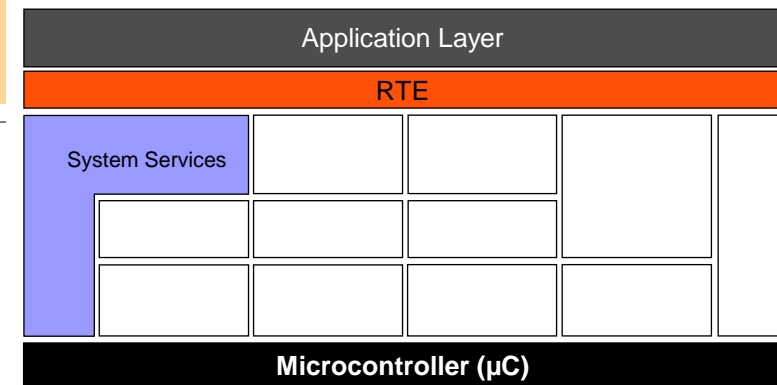 Application Layer
RTE
System Services
Microcontroller (µC)